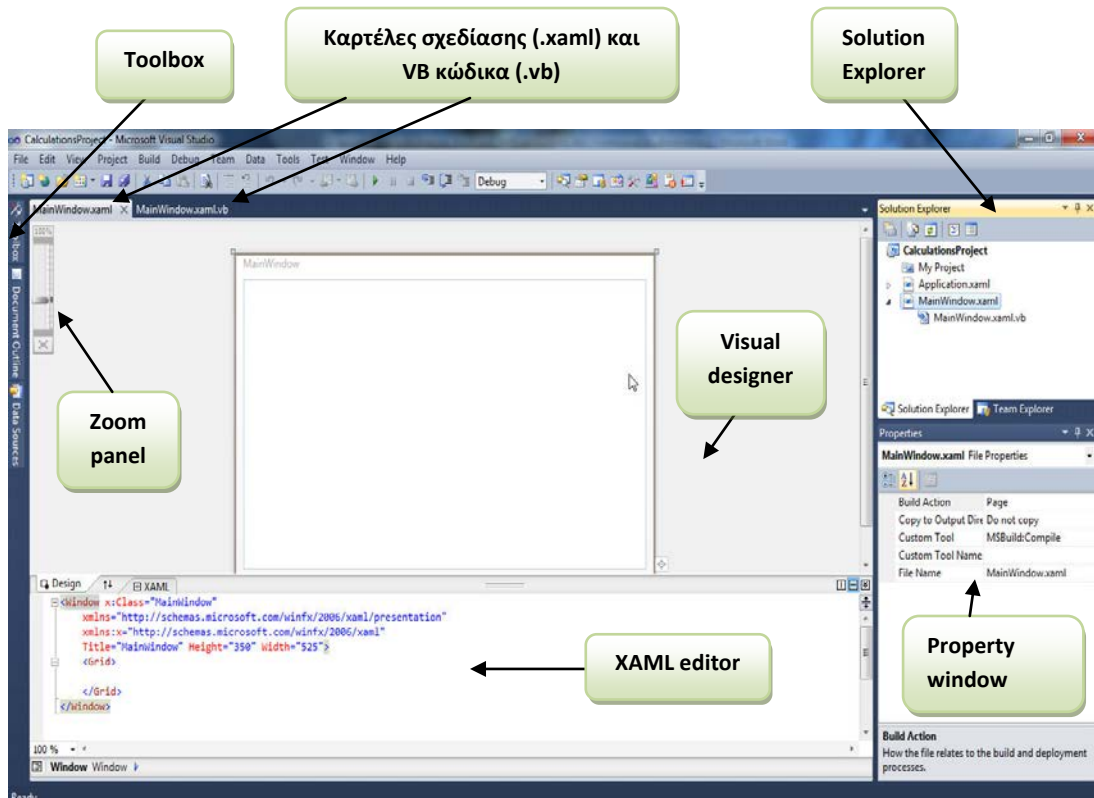 Toolbox
Καρτέλες σχεδίασης (.xaml) και
VB κώδικα (.vb)
Solution
Explorer
CalculationsProject - Microsoft Visual Studio
File Edit View Project Build Debug Team Data Tools Test Window Help
Debug
MainWindow.xaml MainWindow.xaml.vb
Document Outline
Data Sources
100%
MainWindow
Zoom
panel
Visual
designer
Solution Explorer
CalculationsProject
My Project
Application.xaml
MainWindow.xaml
MainWindow.xaml.vb
Solution Explorer Team Explorer
Properties
MainWindow.xaml File Properties
Build Action Page
Copy to Output Dire Do not copy
Custom Tool MSBuild:Compile
Custom Tool Name
File Name MainWindow.xaml
Design XAML
<Window x:Class="MainWindow"
xmlns="http://schemas.microsoft.com/winfx/2006/xaml/presentation"
xmlns:x="http://schemas.microsoft.com/winfx/2006/xaml"
Title="MainWindow" Height="350" Width="525">
<Grid>
</Grid>
</Window>
XAML editor
Property
window
100 %
Window Window
Build Action
How the file relates to the build and deployment
processes.
Ready